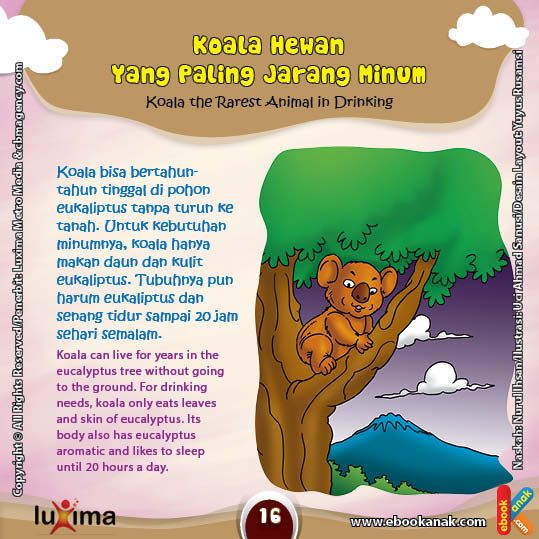 Koala Hewan
Yang Paling Jarang Minum
Koala the Rarest Animal in Drinking
Koala bisa bertahun-
tahun tinggal di pohon
eukaliptus tanpa turun ke
tanah. Untuk kebutuhan
minumnya, koala hanya
makan daun dan kulit
eukaliptus. Tubuhnya pun
harum eukaliptus dan
senang tidur sampai 20 jam
sehari semalam.
Koala can live for years in the
eucalyptus tree without going
to the ground. For drinking
needs, koala only eats leaves
and skin of eucalyptus. Its
body also has eucalyptus
aromatic and likes to sleep
until 20 hours a day.
Copyright © All Rights Reserved/Penerbit: Luxima Metro Media & ebmagency.com
Naskah: Nurul Ihsan/Ilustrasi: Uci Ahmad Samsi/Desain Layout: Yuyus Rusamsi
luxima
16
www.ebookanak.com
ebook
anak
.com